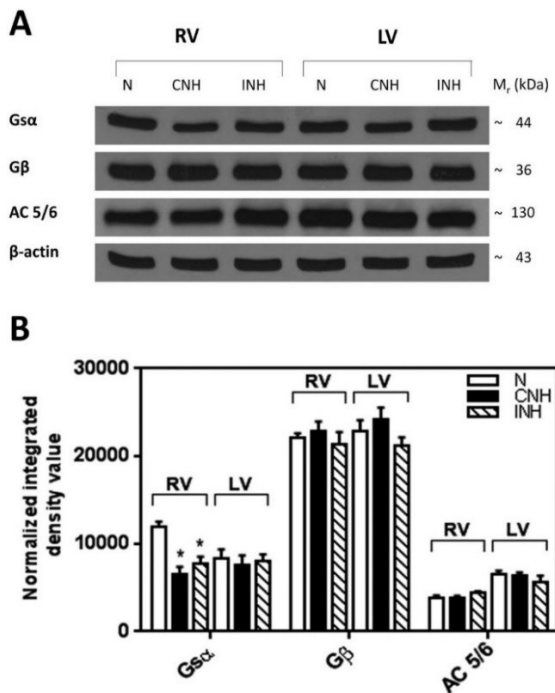 A
RV LV
N CNH INH N CNH INH Mr (kDa)
Gsα ~ 44
Gβ ~ 36
AC 5/6 ~ 130
β-actin ~ 43
B
Normalized integrated
density value
30000
20000
10000
0
RV LV
RV LV
RV LV
* *
N
CNH
INH
Gsα Gβ AC 5/6